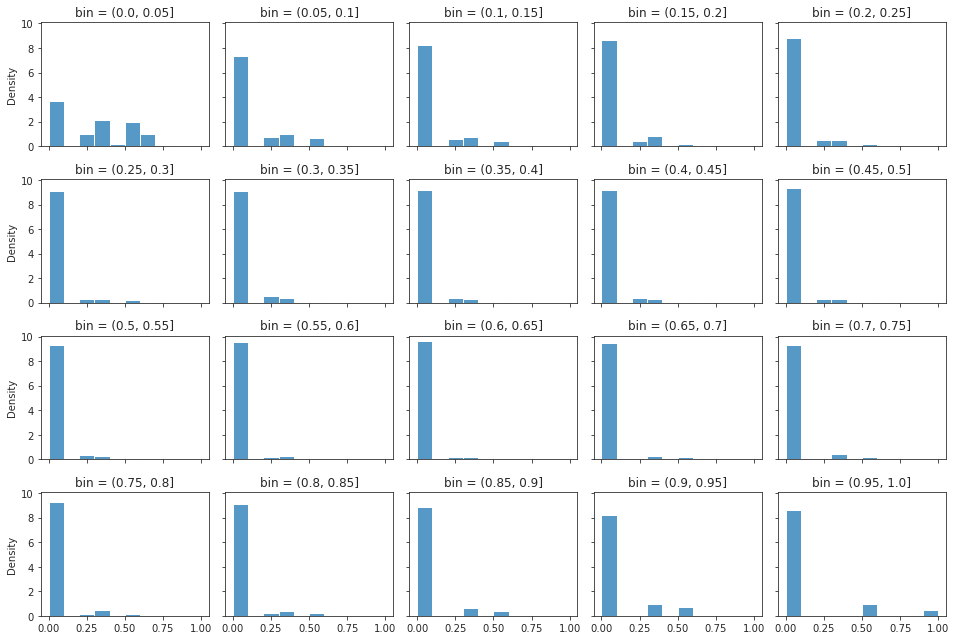 bin = (0.0, 0.05] bin = (0.05, 0.1] bin = (0.1, 0.15] bin = (0.15, 0.2] bin = (0.2, 0.25]
10
8
6
4
2
0
Density
bin = (0.25, 0.3] bin = (0.3, 0.35] bin = (0.35, 0.4] bin = (0.4, 0.45] bin = (0.45, 0.5]
10
8
6
4
2
0
Density
bin = (0.5, 0.55] bin = (0.55, 0.6] bin = (0.6, 0.65] bin = (0.65, 0.7] bin = (0.7, 0.75]
10
8
6
4
2
0
Density
bin = (0.75, 0.8] bin = (0.8, 0.85] bin = (0.85, 0.9] bin = (0.9, 0.95] bin = (0.95, 1.0]
10
8
6
4
2
0
Density
0.00 0.25 0.50 0.75 1.00 0.00 0.25 0.50 0.75 1.00 0.00 0.25 0.50 0.75 1.00 0.00 0.25 0.50 0.75 1.00 0.00 0.25 0.50 0.75 1.00